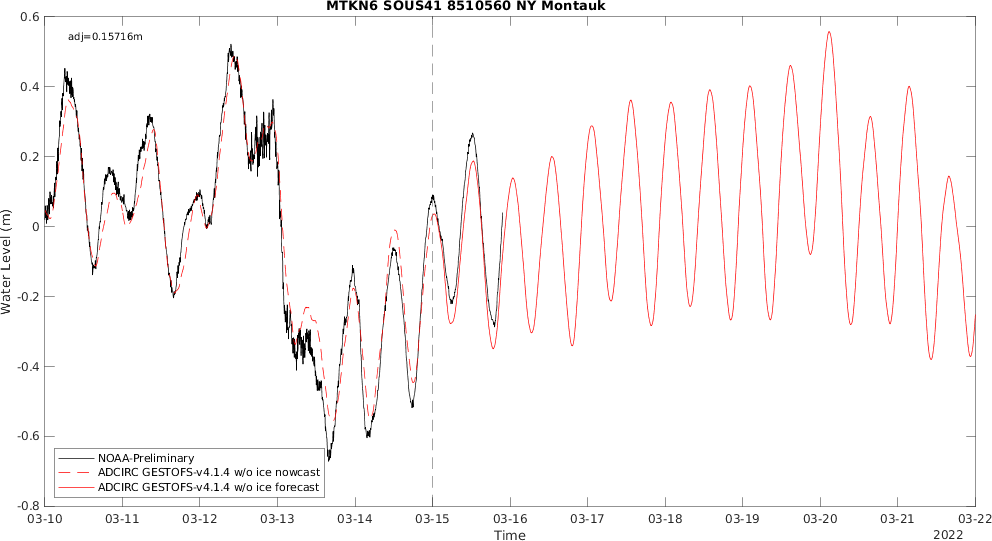 MTKN6 SOUS41 8510560 NY Montauk
adj=0.15716m
0.6
0.4
0.2
0
-0.2
-0.4
-0.6
-0.8
Water Level (m)
NOAA-Preliminary
ADCIRC GESTOFS-v4.1.4 w/o ice nowcast
ADCIRC GESTOFS-v4.1.4 w/o ice forecast
03-10 03-11 03-12 03-13 03-14 03-15 03-16 03-17 03-18 03-19 03-20 03-21 03-22
Time
2022